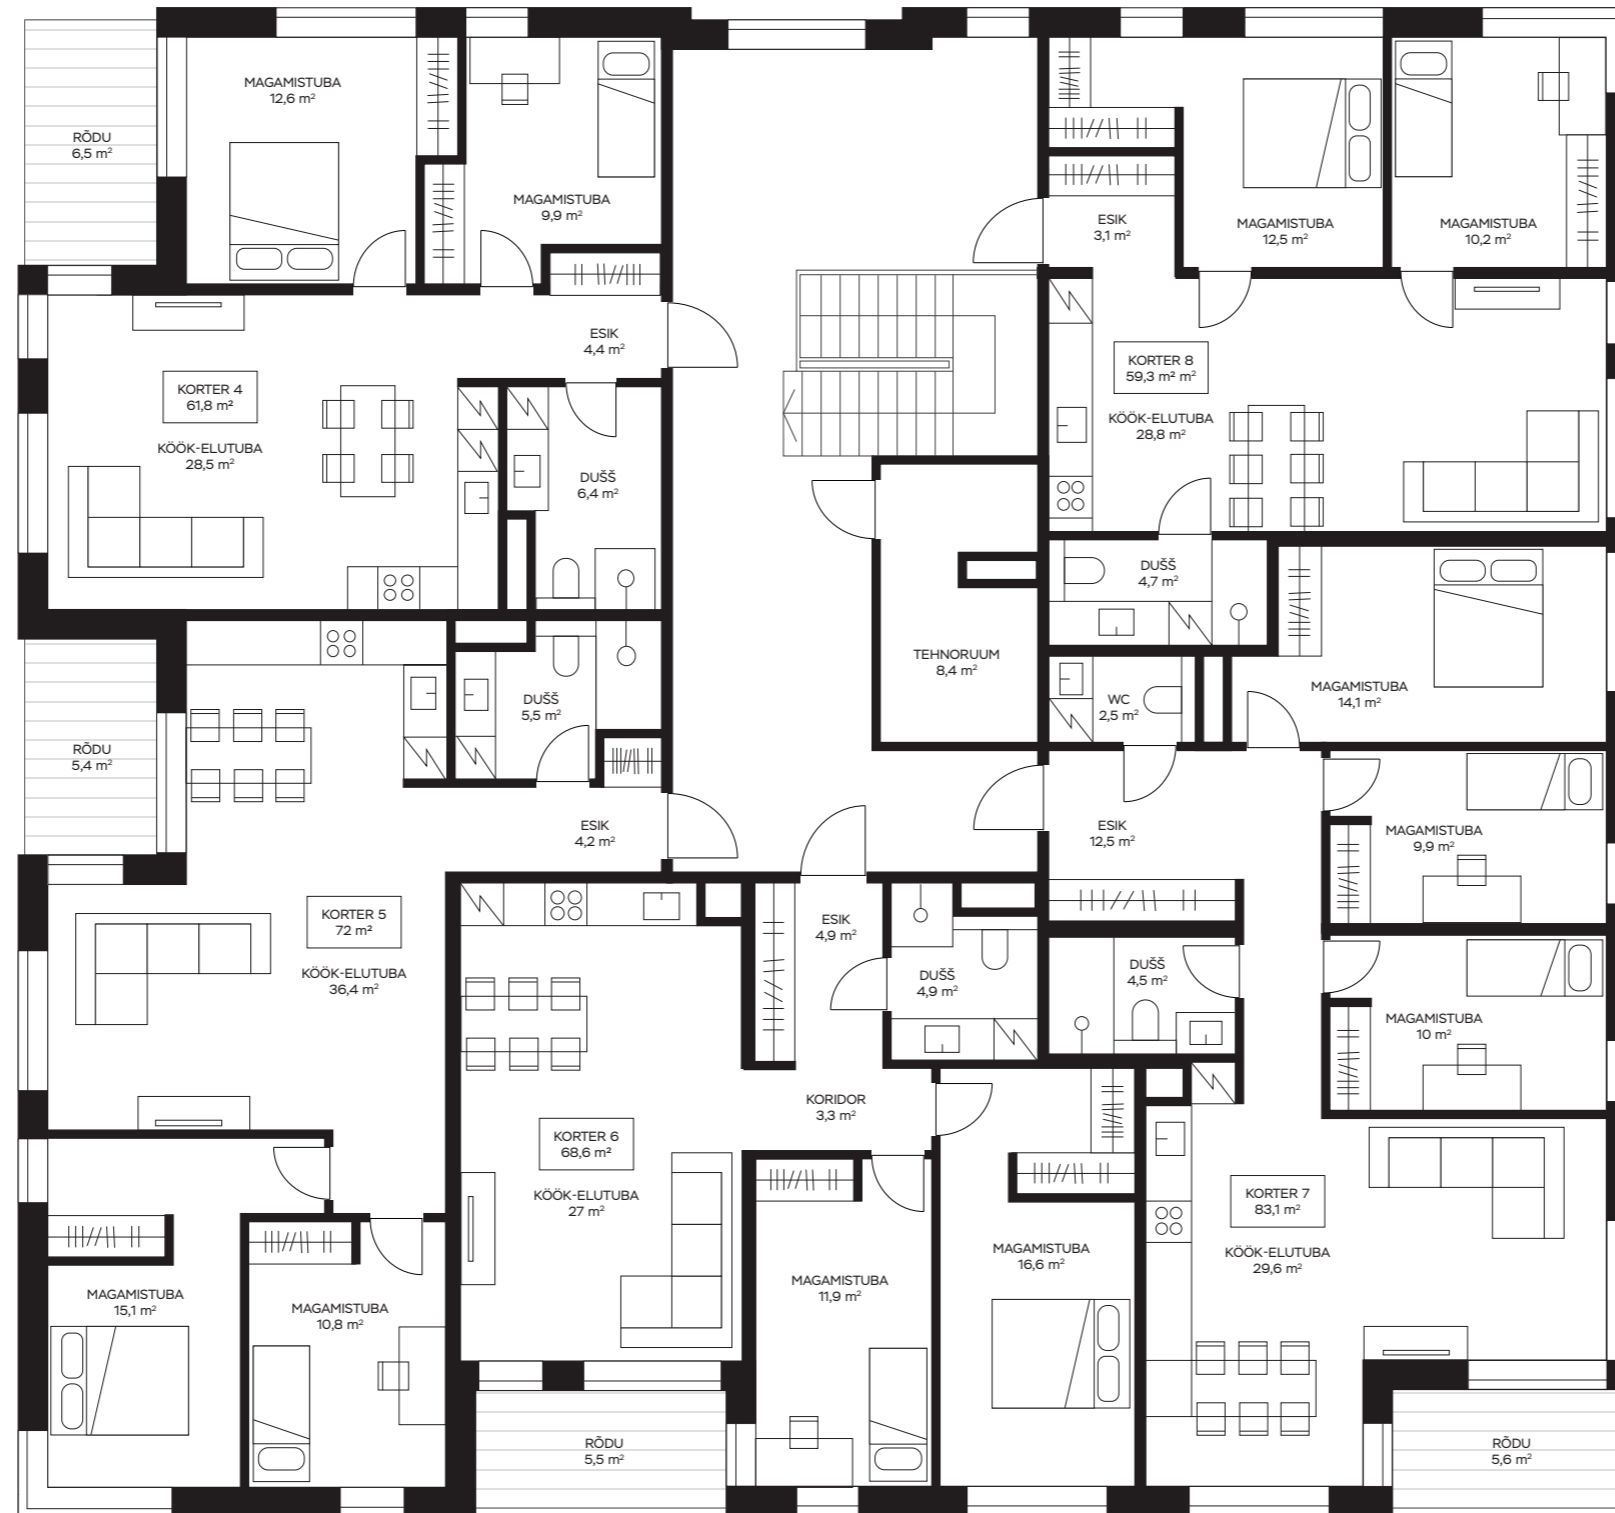 MAGAMISTUBA
12,6 m²
RÕDU
6,5 m²
MAGAMISTUBA
9,9 m²
ESIK
4,4 m²
KORTER 4
61,8 m²
KÖÖK-ELUTUBA
28,5 m²
DUŠŠ
6,4 m²
ESIK
3,1 m²
MAGAMISTUBA
12,5 m²
MAGAMISTUBA
10,2 m²
KORTER 8
59,3 m² m²
KÖÖK-ELUTUBA
28,8 m²
DUŠŠ
4,7 m²
TEHNORUUM
8,4 m²
WC
2,5 m²
MAGAMISTUBA
14,1 m²
RÕDU
5,4 m²
DUŠŠ
5,5 m²
ESIK
4,2 m²
ESIK
12,5 m²
MAGAMISTUBA
9,9 m²
KORTER 5
72 m²
KÖÖK-ELUTUBA
36,4 m²
ESIK
4,9 m²
DUŠŠ
4,9 m²
DUŠŠ
4,5 m²
MAGAMISTUBA
10 m²
KORIDOR
3,3 m²
KORTER 6
68,6 m²
KÖÖK-ELUTUBA
27 m²
KORTER 7
83,1 m²
KÖÖK-ELUTUBA
29,6 m²
MAGAMISTUBA
16,6 m²
MAGAMISTUBA
11,9 m²
MAGAMISTUBA
15,1 m²
MAGAMISTUBA
10,8 m²
RÕDU
5,5 m²
RÕDU
5,6 m²